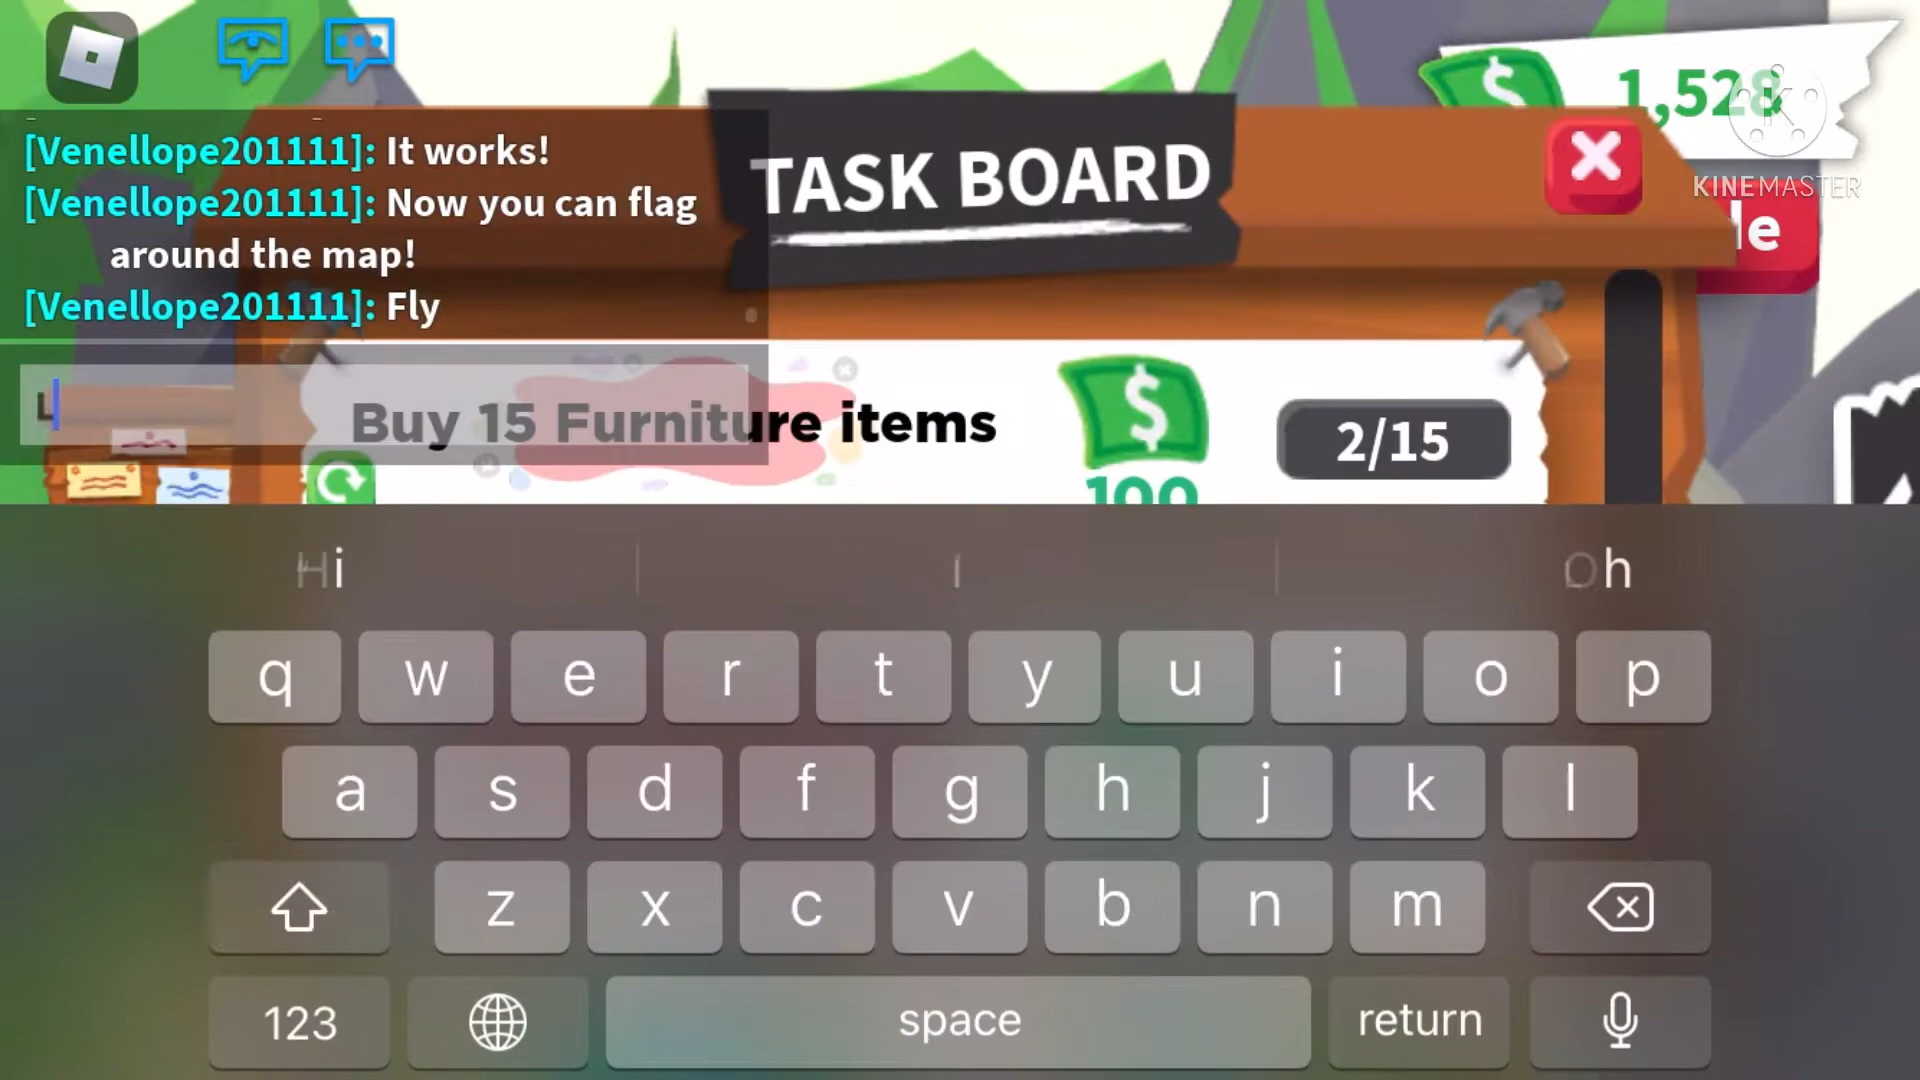 1,528
KINEMASTER
[Venellope201111]: It works!
[Venellope201111]: Now you can flag
around the map!
[Venellope201111]: Fly
TASK BOARD
le
Buy 15 Furniture items
100
2/15
Hi
I
Oh
q w e r t y u i o p
a s d f g h j k l
z x c v b n m
123
space
return